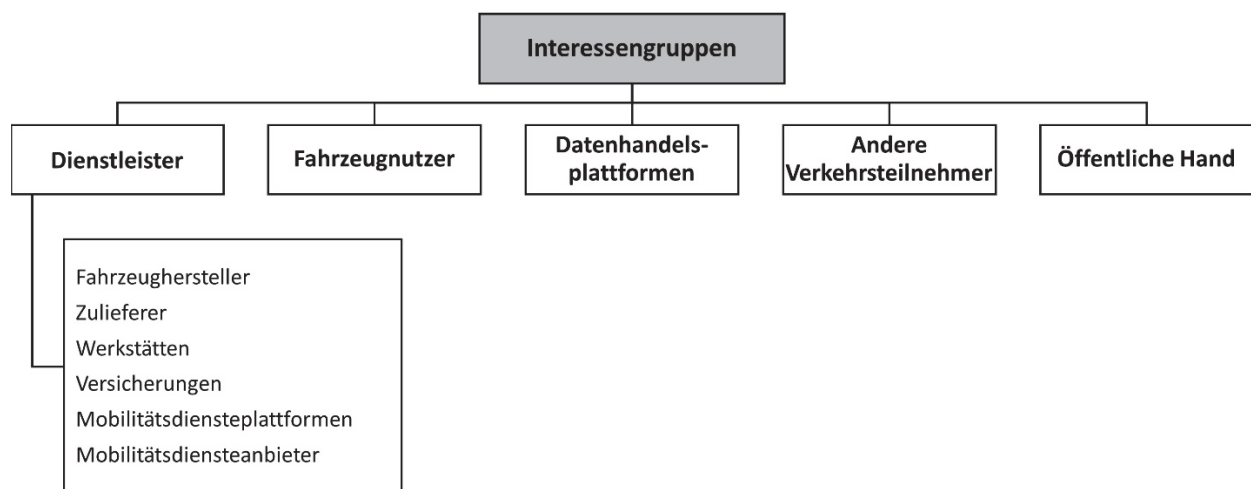 Interessengruppen
Dienstleister
Fahrzeugnutzer
Datenhandels-
plattformen
Andere
Verkehrsteilnehmer
Öffentliche Hand
Fahrzeughersteller
Zulieferer
Werkstätten
Versicherungen
Mobilitätsdiensteplattformen
Mobilitätsdiensteanbieter